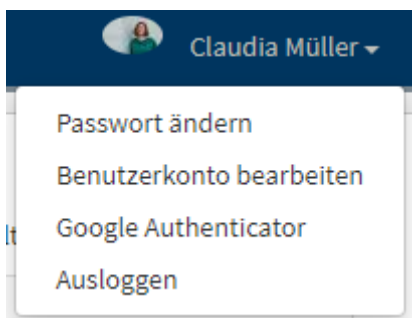 Claudia Müller
Passwort ändern
Benutzerkonto bearbeiten
Google Authenticator
Ausloggen